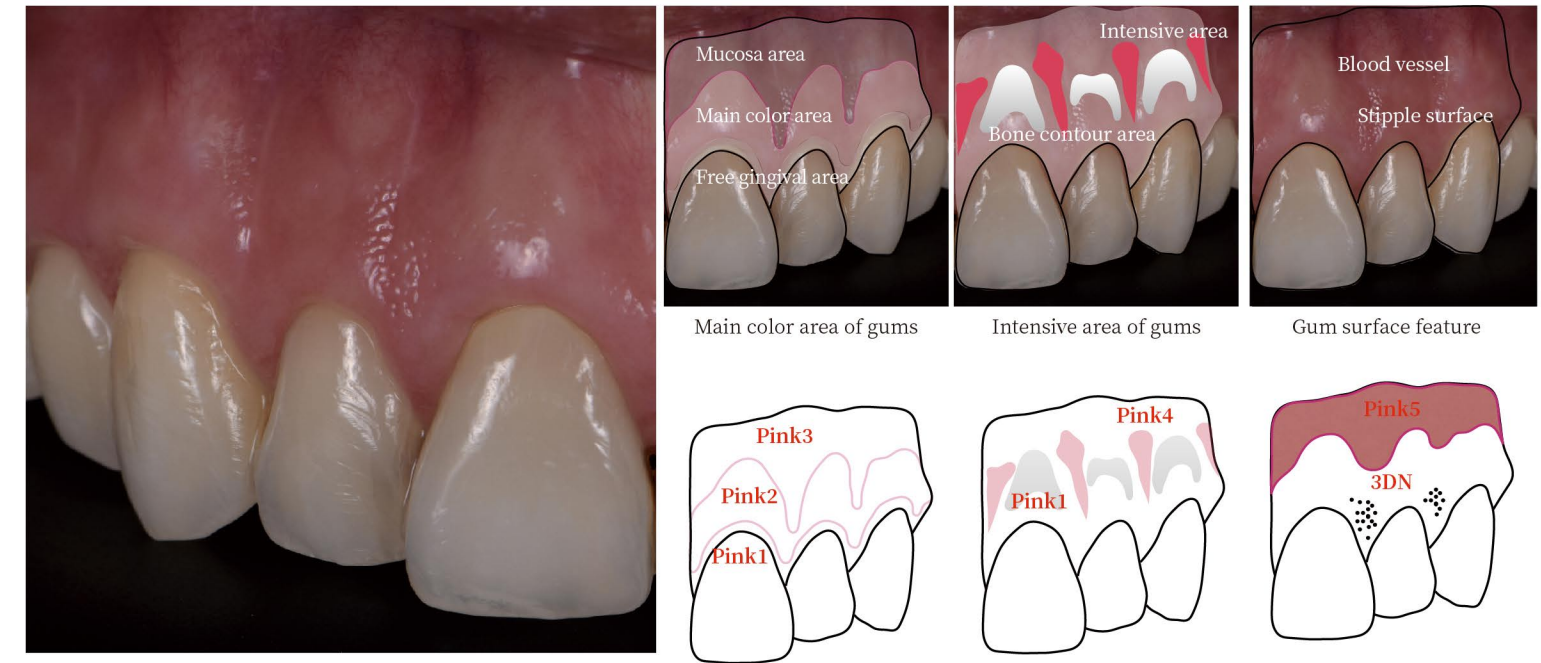 Mucosa area
Main color area
Free gingival area
Intensive area
Bone contour area
Blood vessel
Stipple surface
Main color area of gums
Intensive area of gums
Gum surface feature
Pink3
Pink2
Pink1
Pink4
Pink1
Pink5
3DN